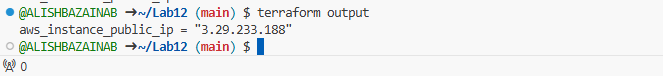 @ALISHBAZAINAB ➜~/Lab12 (main) $ terraform output
aws_instance_public_ip = "3.29.233.188"
@ALISHBAZAINAB ➜~/Lab12 (main) $
0